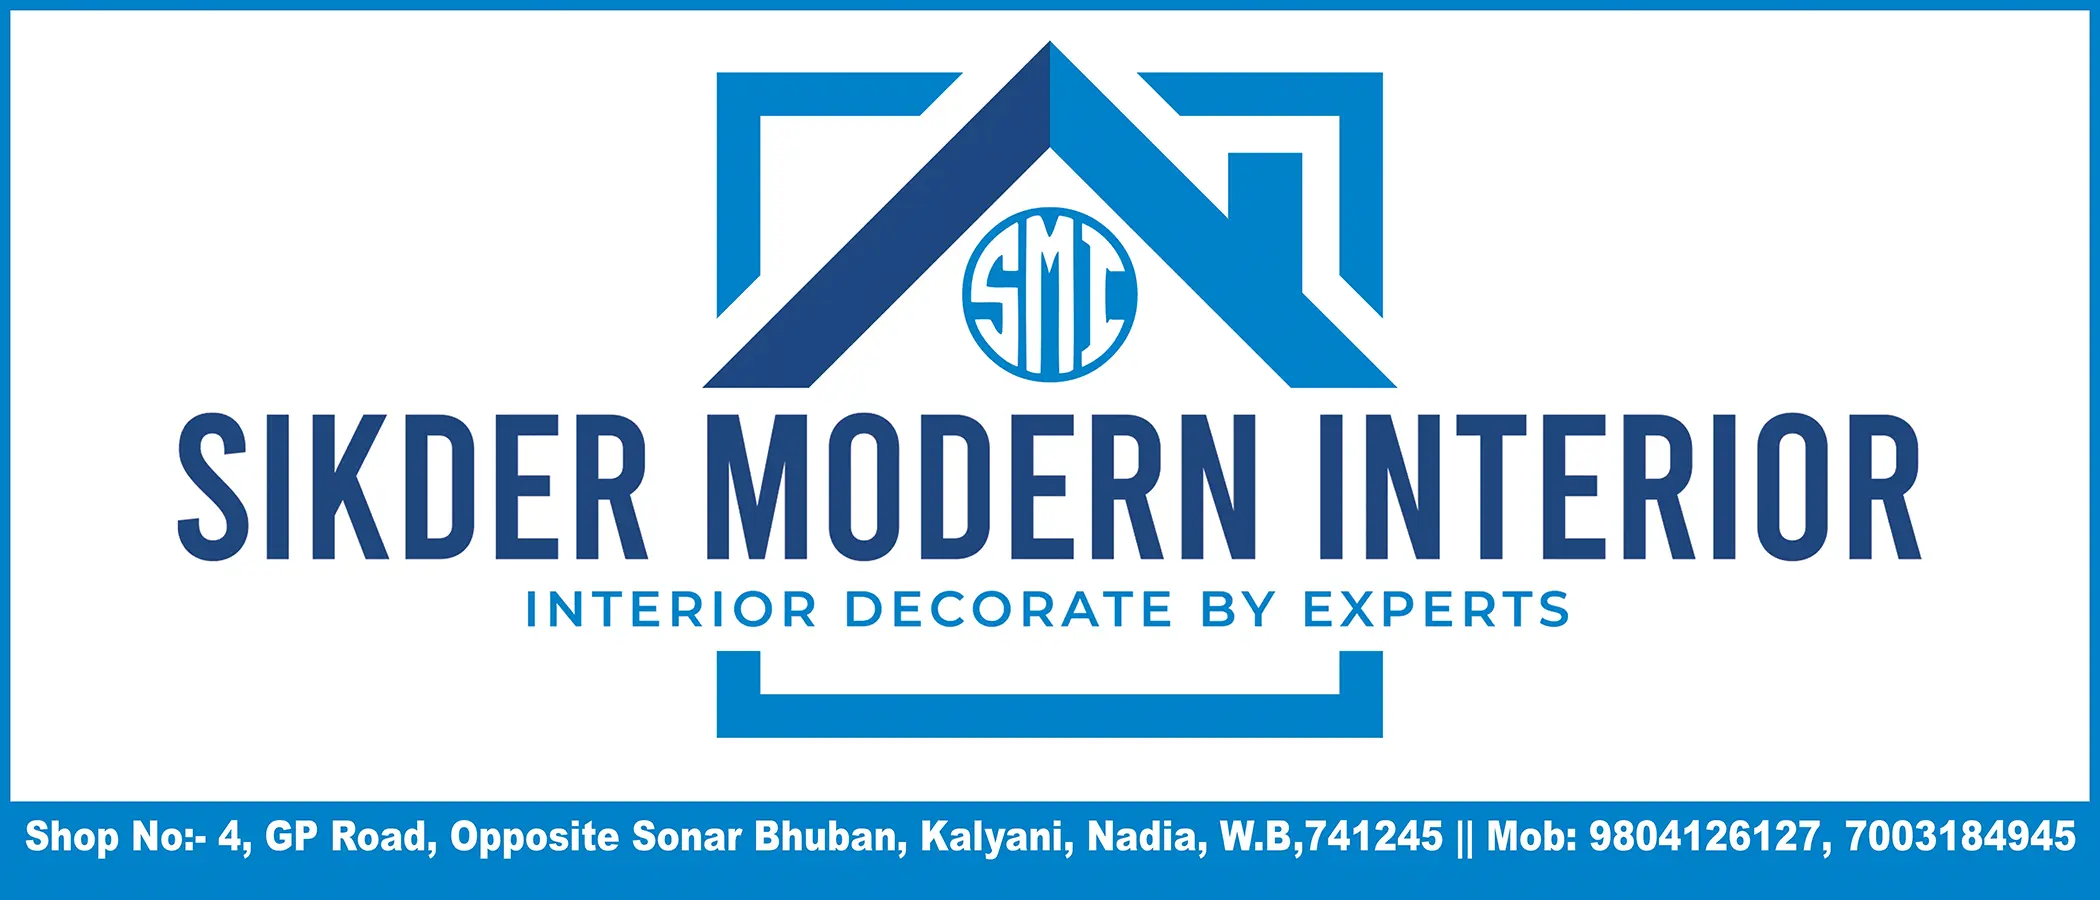 SMI
SIKDER MODERN INTERIOR
INTERIOR DECORATE BY EXPERTS
Shop No:- 4, GP Road, Opposite Sonar Bhuban, Kalyani, Nadia, W.B,741245 || Mob: 9804126127, 7003184945